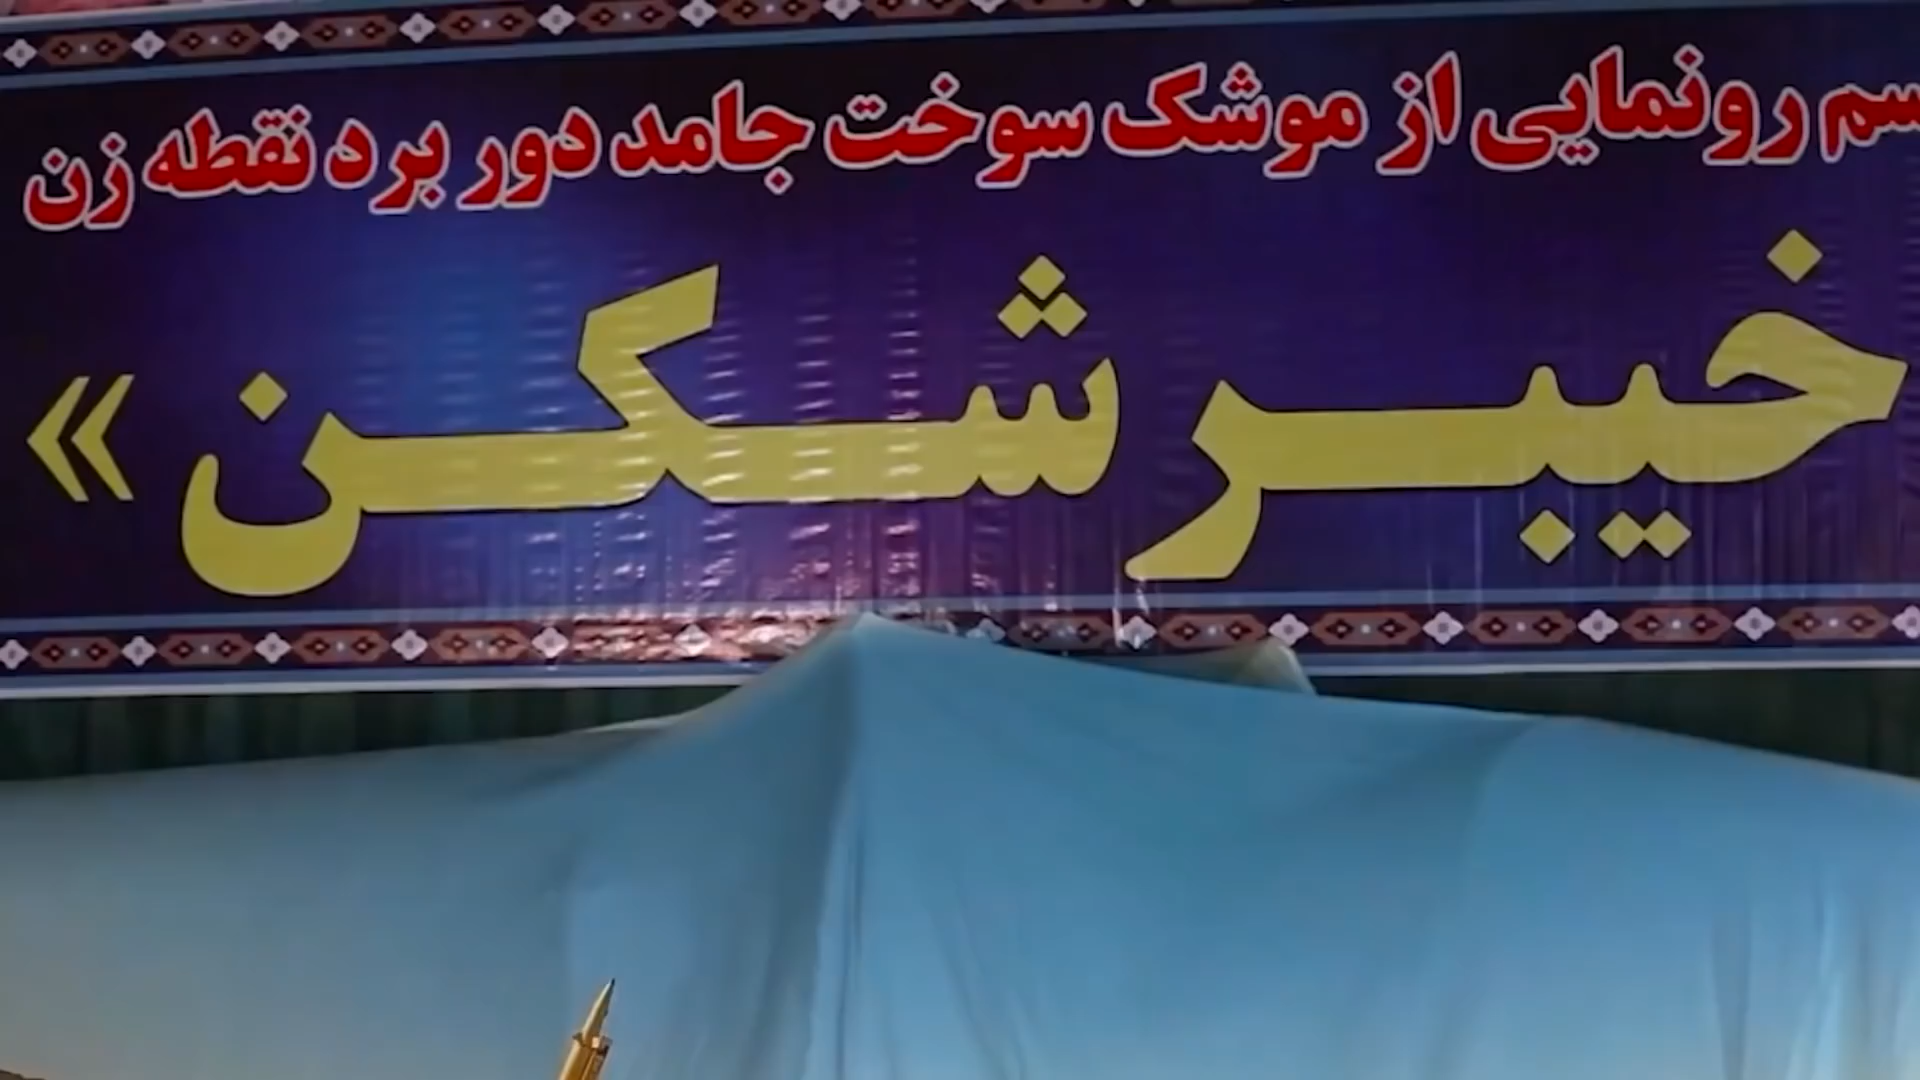 سم رونمایی از موشک سوخت جامد دور برد نقطه زن
خیبرشکن »